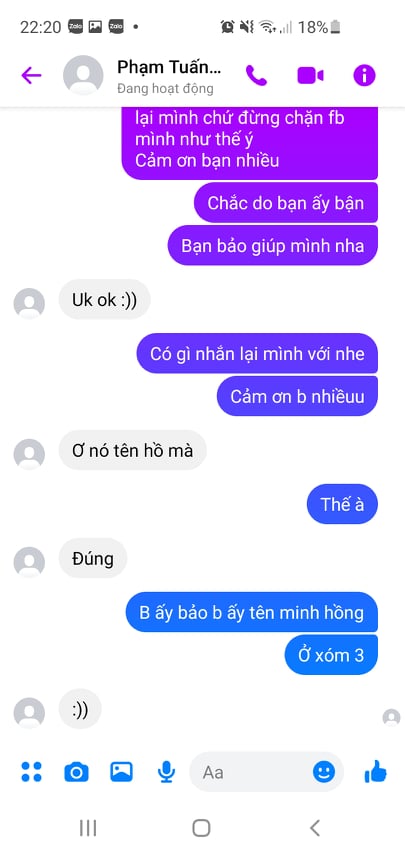 22:20
Zalo
Zalo
18%
Phạm Tuấn...
Đang hoạt động
lại mình chứ đừng chặn fb
mình như thế ý
Cảm ơn bạn nhiều
Chắc do bạn ấy bận
Bạn bảo giúp mình nha
Uk ok :))
Có gì nhắn lại mình với nhe
Cảm ơn b nhiềuu
Ơ nó tên hồ mà
Thế à
Đúng
B ấy bảo b ấy tên minh hồng
Ở xóm 3
:))
Aa